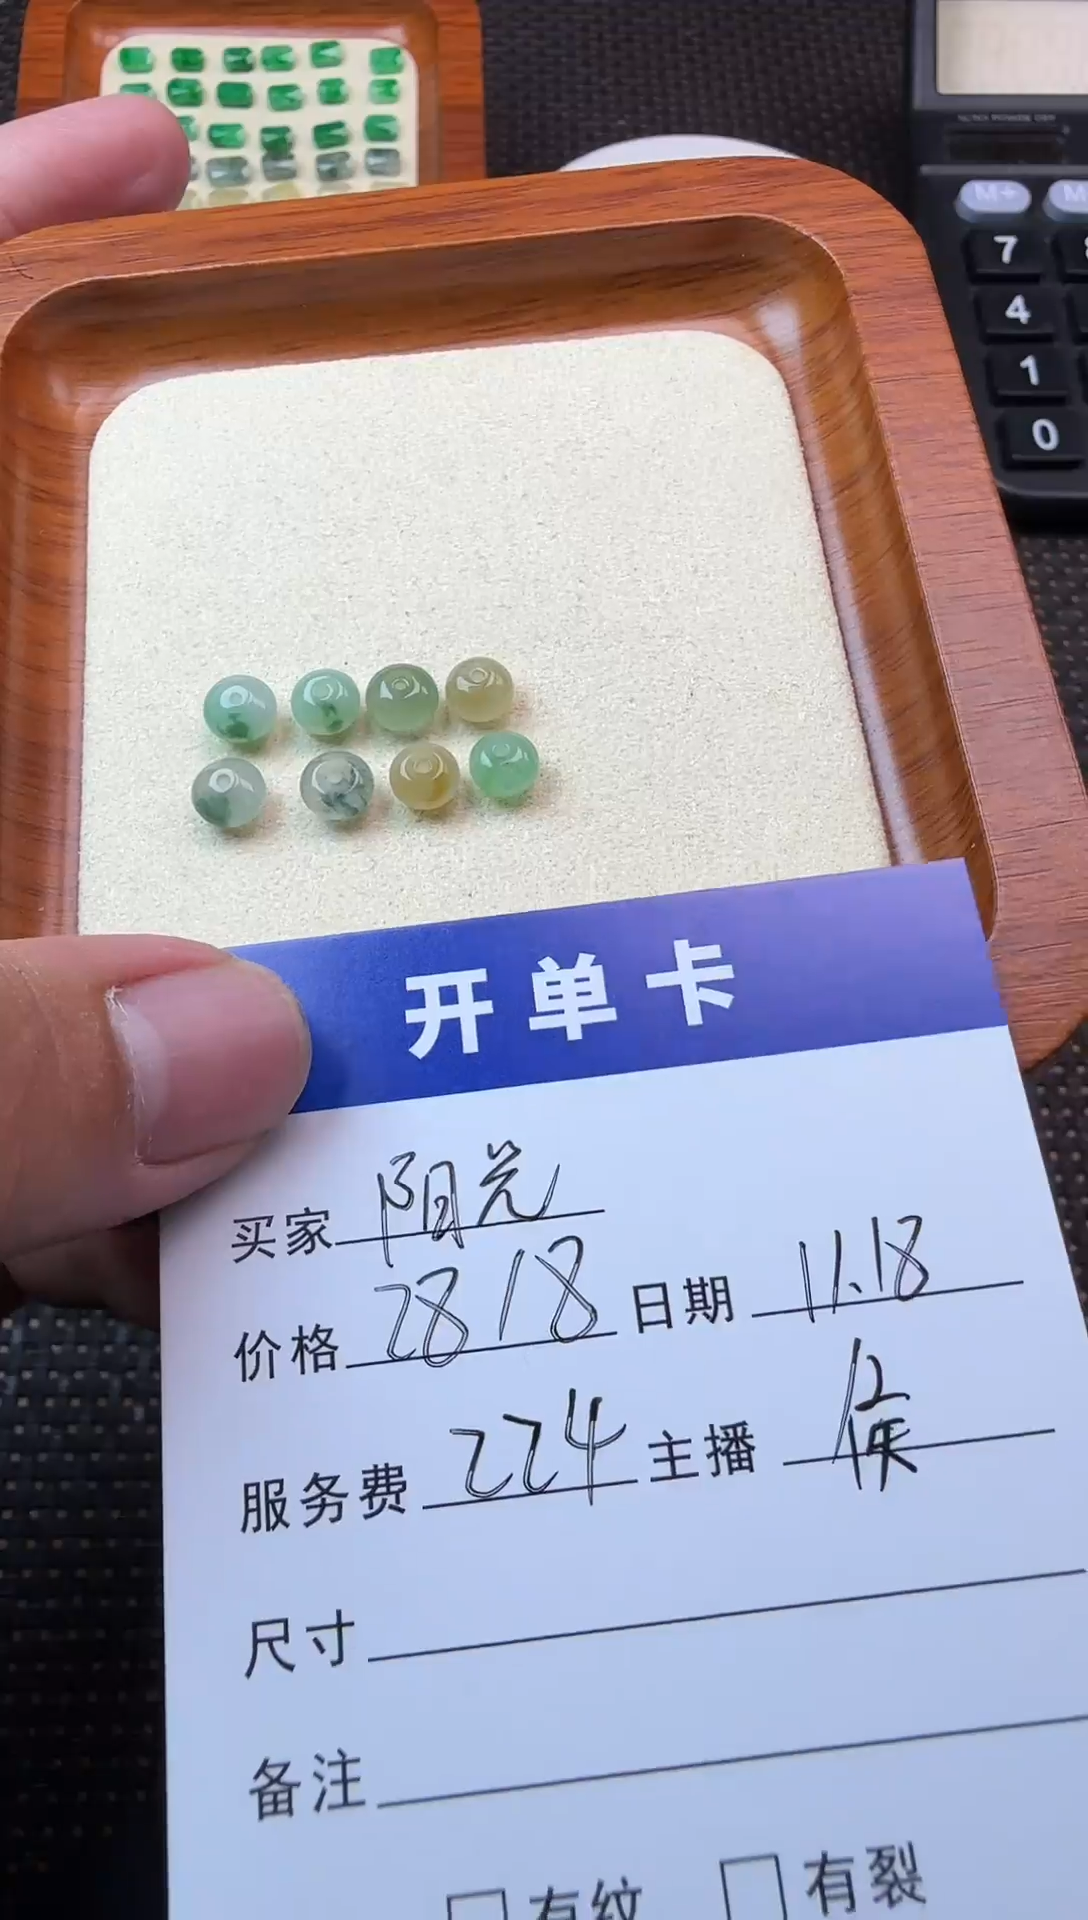 M+
7
4
1
0
开单卡
买家 阳光
价格 2818 日期 11.18
服务费 224 主播 侯
尺寸
备注
有纹 有裂